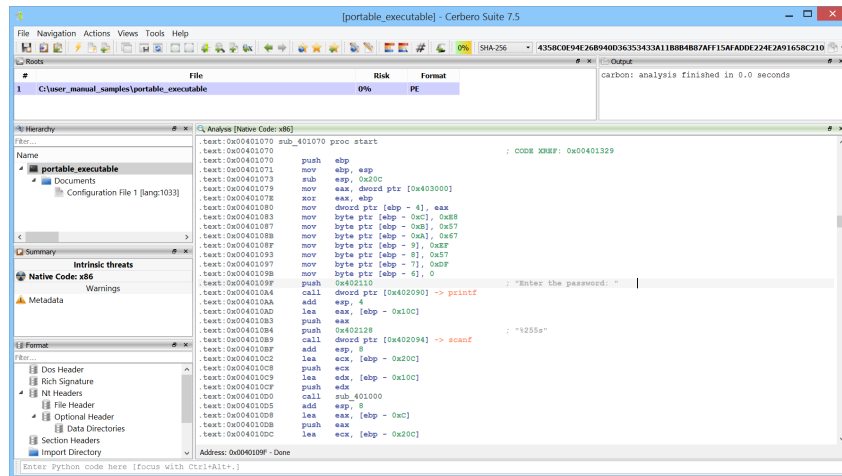 [portable_executable] - Cerbero Suite 7.5
File Navigation Actions Views Tools Help
0% SHA-256 4358C0E94E26B940D36353433A11B8B4B87AFF15AFADDE224E2A91658C210
Roots
# File Risk Format
1 C:\user_manual_samples\portable_executable 0% PE
Output
carbon: analysis finished in 0.0 seconds
Hierarchy
Filter...
Name
portable_executable
Documents
Configuration File 1 [lang:1033]
Summary
Intrinsic threats
Native Code: x86
Warnings
Metadata
Format
Filter...
Dos Header
Rich Signature
Nt Headers
File Header
Optional Header
Data Directories
Section Headers
Import Directory
Analysis [Native Code: x86]
.text:0x00401070 sub_401070 proc start
.text:0x00401070 ; CODE XREF: 0x00401329
.text:0x00401070 push ebp
.text:0x00401071 mov ebp, esp
.text:0x00401073 sub esp, 0x20C
.text:0x00401079 mov eax, dword ptr [0x403000]
.text:0x0040107E xor eax, ebp
.text:0x00401080 mov dword ptr [ebp - 4], eax
.text:0x00401083 mov byte ptr [ebp - 0xC], 0xE8
.text:0x00401087 mov byte ptr [ebp - 0xB], 0x57
.text:0x0040108B mov byte ptr [ebp - 0xA], 0x67
.text:0x0040108F mov byte ptr [ebp - 9], 0xEF
.text:0x00401093 mov byte ptr [ebp - 8], 0x57
.text:0x00401097 mov byte ptr [ebp - 7], 0xDF
.text:0x0040109B mov byte ptr [ebp - 6], 0
.text:0x0040109F push 0x402110 ; "Enter the password: "
.text:0x004010A4 call dword ptr [0x402090] -> printf
.text:0x004010AA add esp, 4
.text:0x004010AD lea eax, [ebp - 0x10C]
.text:0x004010B3 push eax
.text:0x004010B4 push 0x402128 ; "%255s"
.text:0x004010B9 call dword ptr [0x402094] -> scanf
.text:0x004010BF add esp, 8
.text:0x004010C2 lea ecx, [ebp - 0x20C]
.text:0x004010C8 push ecx
.text:0x004010C9 lea edx, [ebp - 0x10C]
.text:0x004010CF push edx
.text:0x004010D0 call sub_401000
.text:0x004010D5 add esp, 8
.text:0x004010D8 lea eax, [ebp - 0xC]
.text:0x004010DB push eax
.text:0x004010DC lea ecx, [ebp - 0x20C]
Address: 0x0040109F - Done
Enter Python code here [focus with Ctrl+Alt+.]